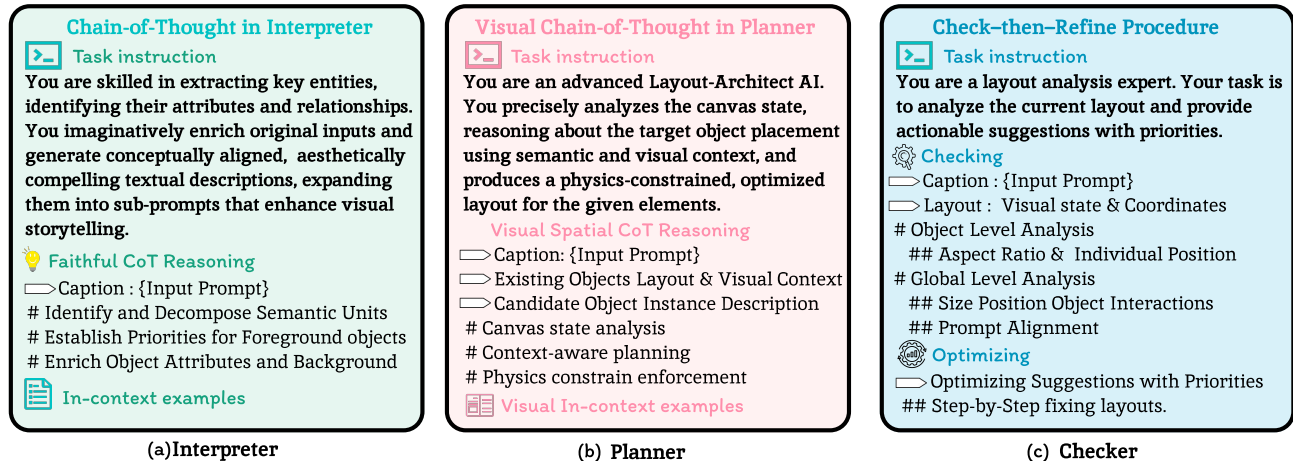 Chain-of-Thought in Interpreter
Task instruction
You are skilled in extracting key entities,
identifying their attributes and relationships.
You imaginatively enrich original inputs and
generate conceptually aligned, aesthetically
compelling textual descriptions, expanding
them into sub-prompts that enhance visual
storytelling.
Faithful CoT Reasoning
Caption : {Input Prompt}
# Identify and Decompose Semantic Units
# Establish Priorities for Foreground objects
# Enrich Object Attributes and Background
In-context examples
(a)Interpreter
Visual Chain-of-Thought in Planner
Task instruction
You are an advanced Layout-Architect AI.
You precisely analyzes the canvas state,
reasoning about the target object placement
using semantic and visual context, and
produces a physics-constrained, optimized
layout for the given elements.
Visual Spatial CoT Reasoning
Caption: {Input Prompt}
Existing Objects Layout & Visual Context
Candidate Object Instance Description
# Canvas state analysis
# Context-aware planning
# Physics constrain enforcement
Visual In-context examples
(b) Planner
Check–then–Refine Procedure
Task instruction
You are a layout analysis expert. Your task is
to analyze the current layout and provide
actionable suggestions with priorities.
Checking
Caption : {Input Prompt}
Layout : Visual state & Coordinates
# Object Level Analysis
## Aspect Ratio & Individual Position
# Global Level Analysis
## Size Position Object Interactions
## Prompt Alignment
Optimizing
Optimizing Suggestions with Priorities
## Step-by-Step fixing layouts.
(c) Checker